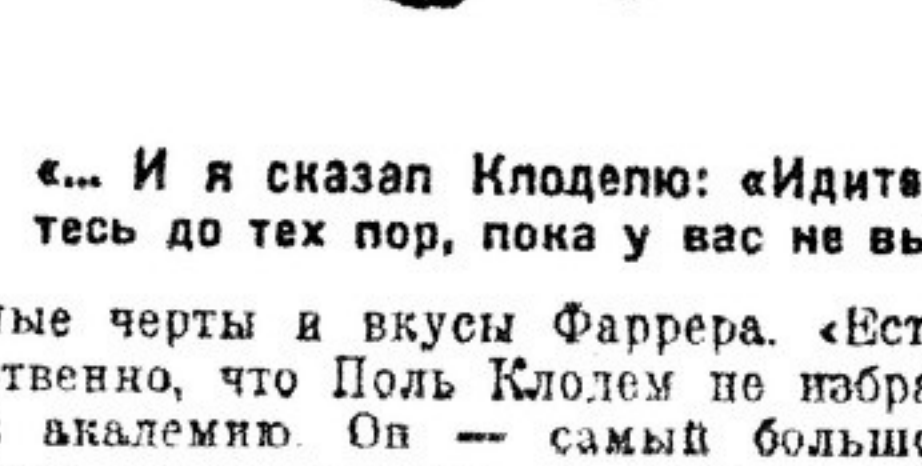 «... И я сказал Клоделю: «Идите
тесь до тех пор, пока у вас не вы
ые черты и вкусы Фаррера. «Ест
твенно, что Поль Клодем не избра
академию. Он — самый больше